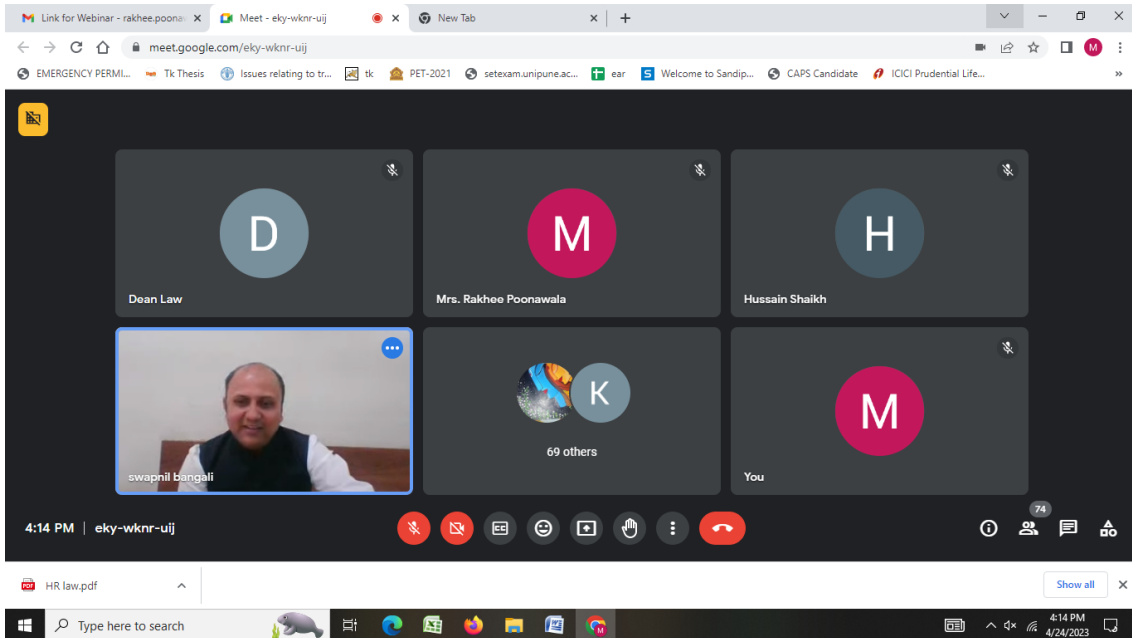 Link for Webinar - rakhee.poonav
Meet - eky-wknr-uij
New Tab
meet.google.com/eky-wknr-uij
M
EMERGENCY PERMI...
Tk Thesis
Issues relating to tr...
tk
PET-2021
setexam.unipune.ac...
ear
S Welcome to Sandip...
CAPS Candidate
ICICI Prudential Life...
»
D
M
H
Dean Law
Mrs. Rakhee Poonawala
Hussain Shaikh
K
M
69 others
swapnil bangali
You
4:14 PM | eky-wknr-uij
CC
74
PDF HR law.pdf
Show all
Type here to search
4:14 PM
4/24/2023